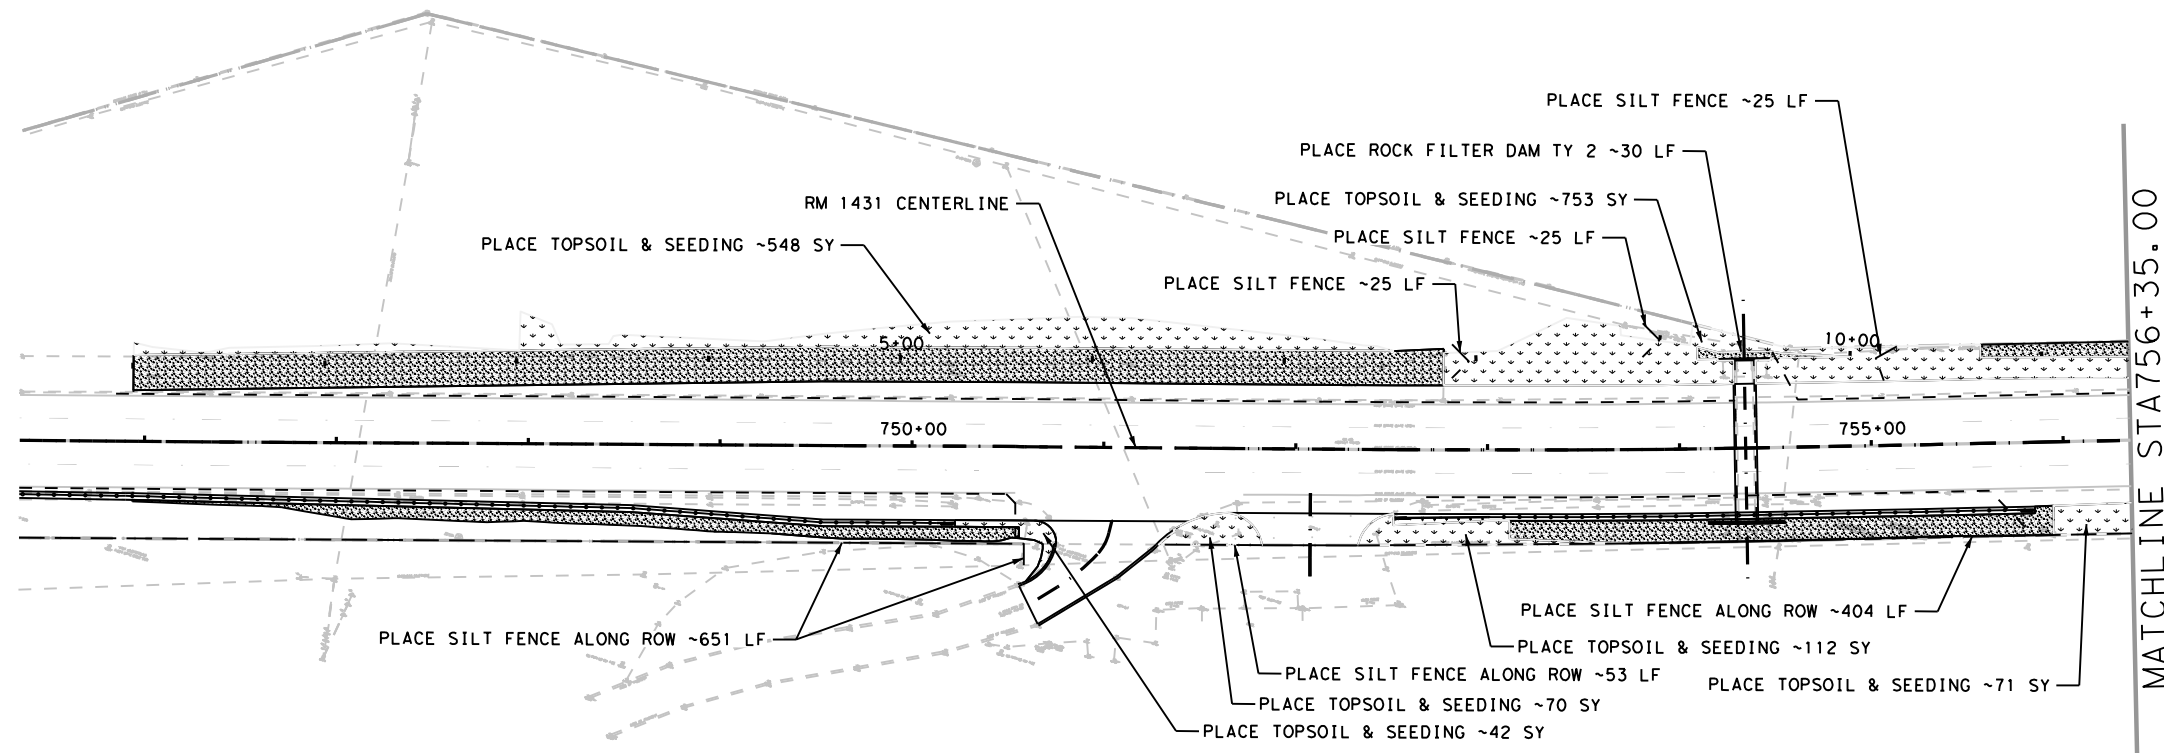 PLACE SILT FENCE ~25 LF
PLACE ROCK FILTER DAM TY 2 ~30 LF
PLACE TOPSOIL & SEEDING ~753 SY
RM 1431 CENTERLINE
PLACE SILT FENCE ~25 LF
PLACE TOPSOIL & SEEDING ~548 SY
PLACE SILT FENCE ~25 LF
5+00
10+00
750+00
755+00
MATCHLINE STA756+35.00
PLACE SILT FENCE ALONG ROW ~404 LF
PLACE SILT FENCE ALONG ROW ~651 LF
PLACE TOPSOIL & SEEDING ~112 SY
PLACE SILT FENCE ALONG ROW ~53 LF
PLACE TOPSOIL & SEEDING ~71 SY
PLACE TOPSOIL & SEEDING ~70 SY
PLACE TOPSOIL & SEEDING ~42 SY